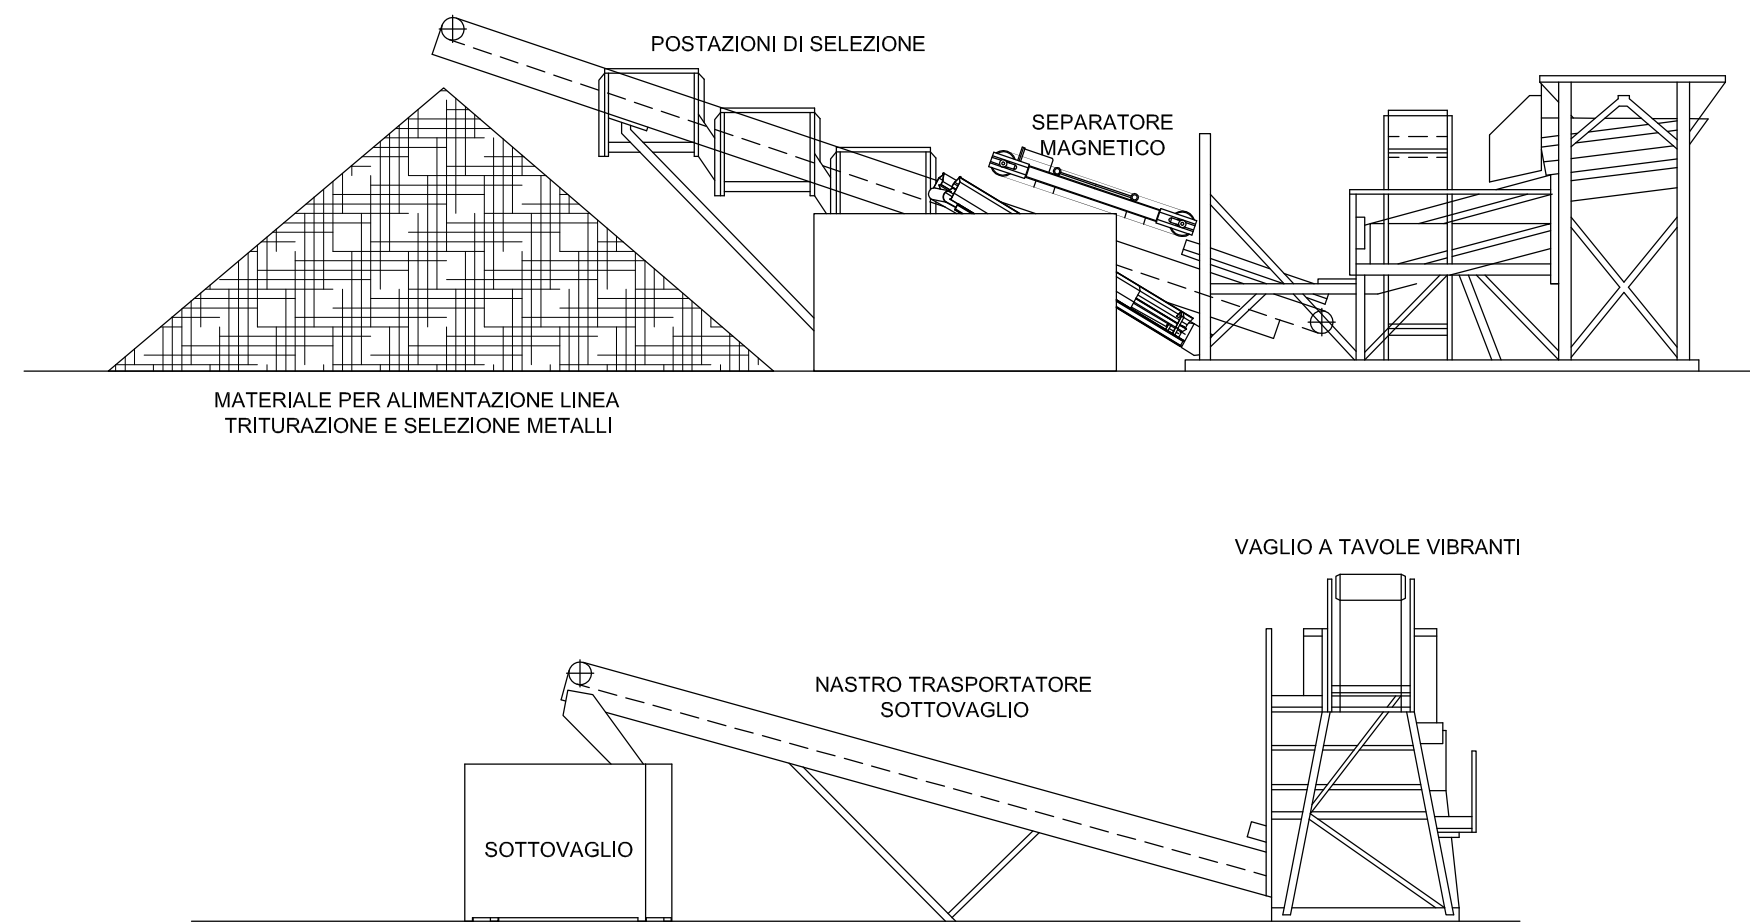 POSTAZIONI DI SELEZIONE
SEPARATORE
MAGNETICO
MATERIALE PER ALIMENTAZIONE LINEA
TRITURAZIONE E SELEZIONE METALLI
VAGLIO A TAVOLE VIBRANTI
NASTRO TRASPORTATORE
SOTTOVAGLIO
SOTTOVAGLIO